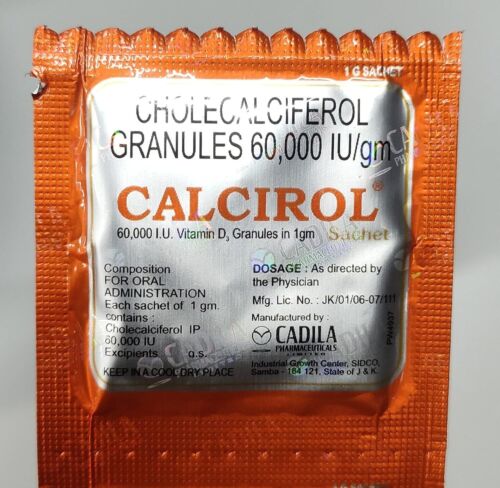 1 G SACHET
CHOLECALCIFEROL
GRANULES 60,000 IU/gm
CALCIROL®
60,000 I.U. Vitamin D3 Granules in 1gm Sachet
Composition
FOR ORAL
ADMINISTRATION
Each sachet of 1 gm.
contains :
Cholecalciferol IP
60,000 IU
Excipients q.s.
KEEP IN A COOL DRY PLACE
DOSAGE : As directed by
the Physician
Mfg. Lic. No. : JK/01/06-07/111
Manufactured by :
CADILA
PHARMACEUTICALS
LIMITED
Industrial Growth Center, SIDCO,
Samba - 184 121, State of J & K.